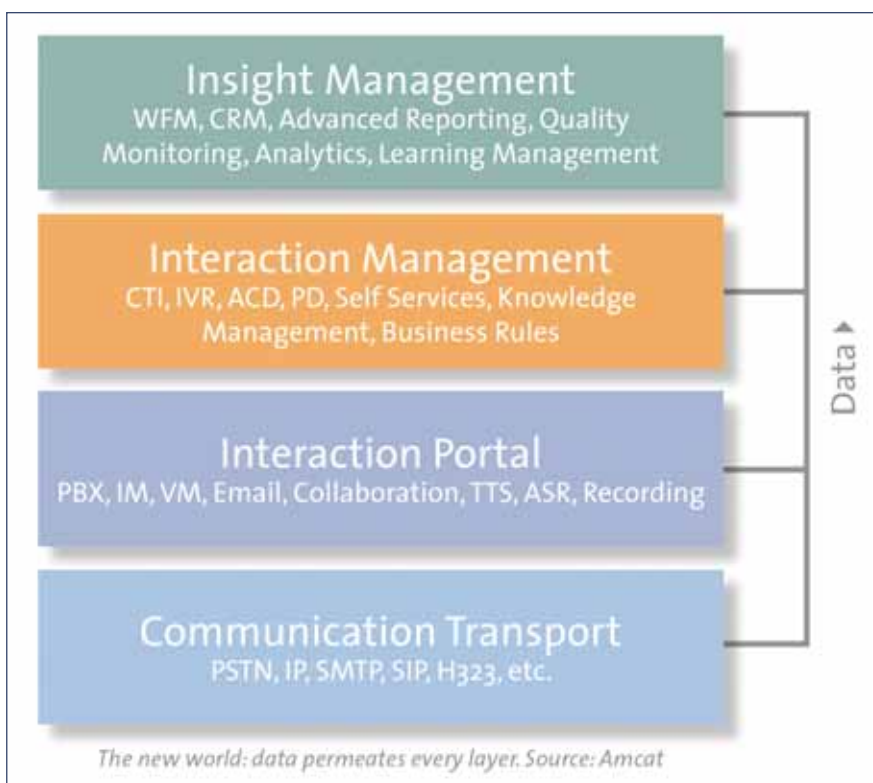 Insight Management
WFM, CRM, Advanced Reporting, Quality
Monitoring, Analytics, Learning Management
Interaction Management
CTI, IVR, ACD, PD, Self Services, Knowledge
Management, Business Rules
Interaction Portal
PBX, IM, VM, Email, Collaboration, TTS, ASR, Recording
Communication Transport
PSTN, IP, SMTP, SIP, H323, etc.
Data
The new world: data permeates every layer. Source: Amcat